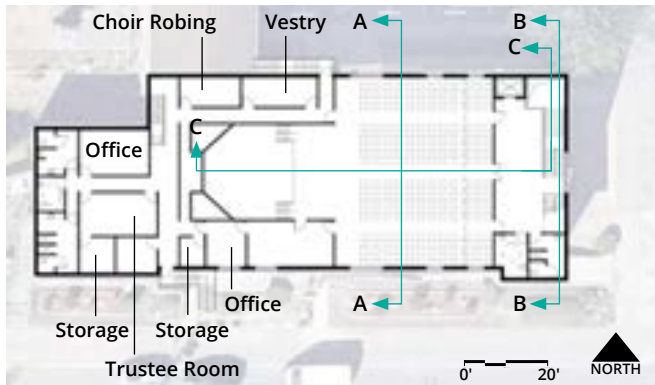 Choir Robing
Vestry
A
B
C
C
Office
A
B
Storage
Storage
Office
Trustee Room
0'
20'
NORTH